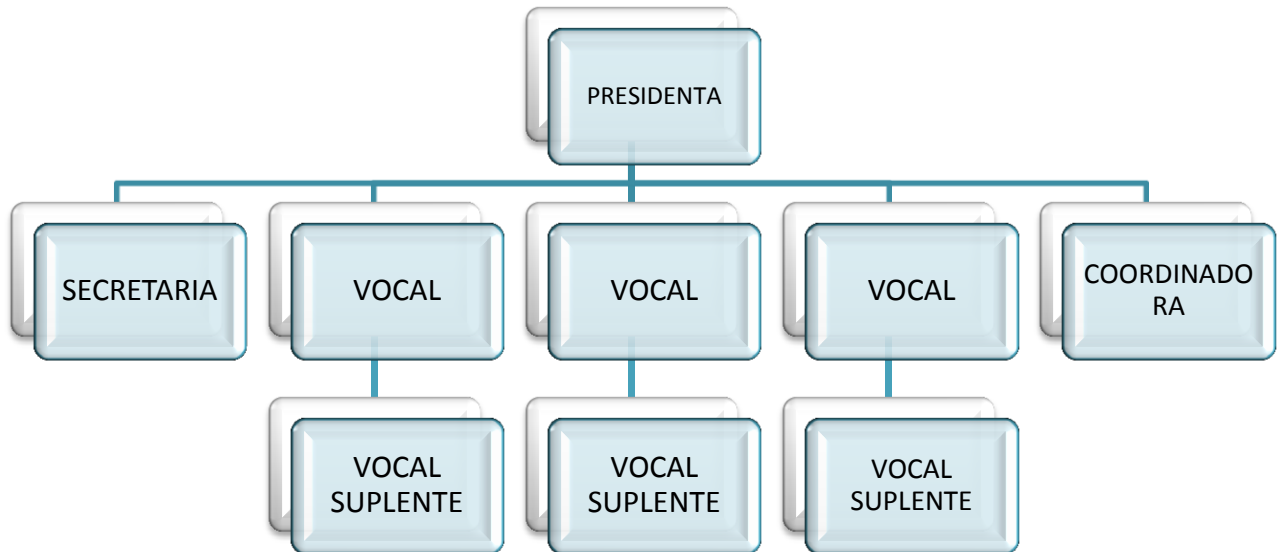 PRESIDENTA
SECRETARIA
VOCAL
VOCAL
VOCAL
COORDINADO
RA
VOCAL
SUPLENTE
VOCAL
SUPLENTE
VOCAL
SUPLENTE